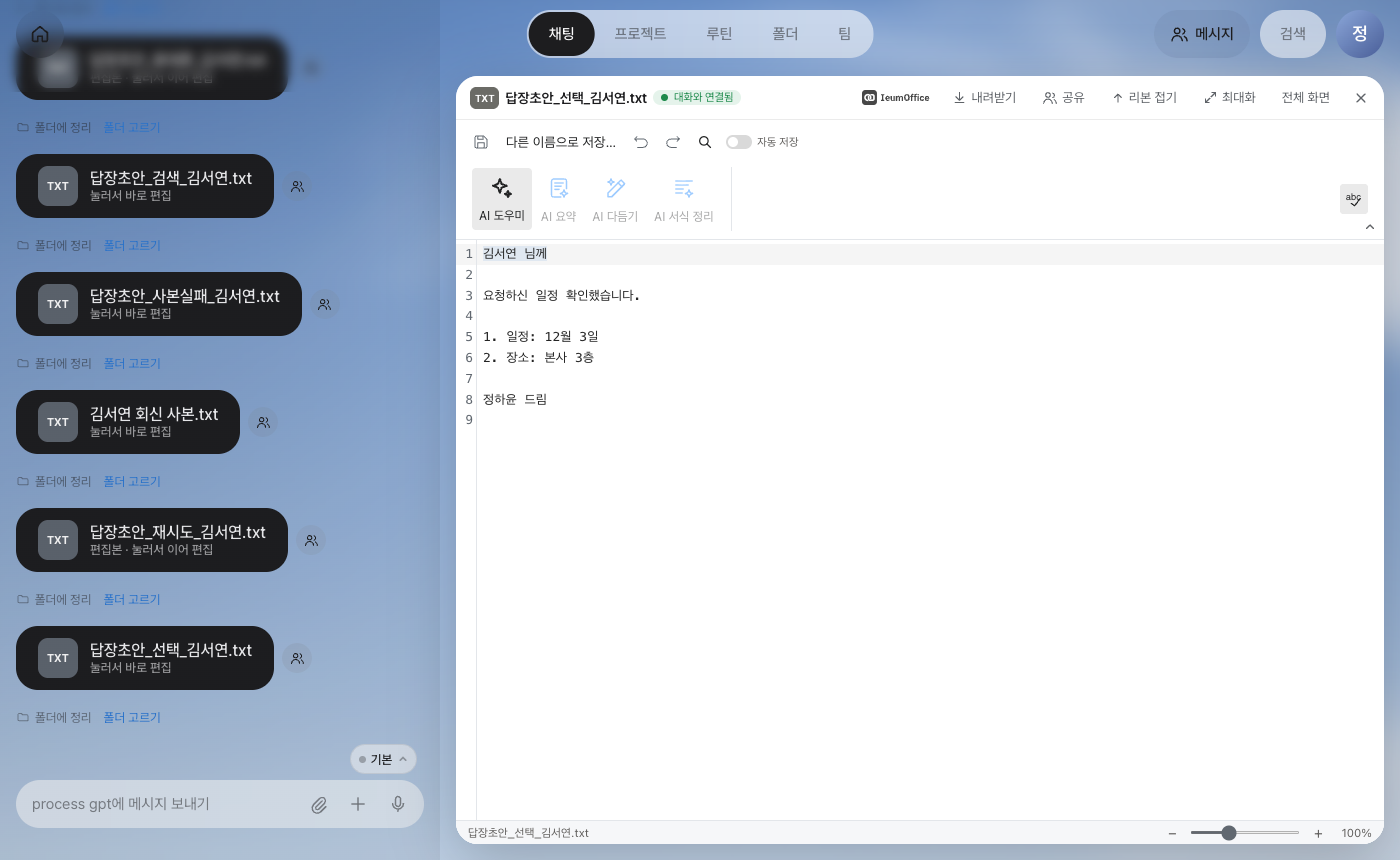 채팅
프로젝트
루틴
폴더
팀
메시지
검색
정
편집본 · 눌러서 이어 편집
폴더에 정리 폴더 고르기
TXT
답장초안_검색_김서연.txt
눌러서 바로 편집
폴더에 정리 폴더 고르기
TXT
답장초안_사본실패_김서연.txt
눌러서 바로 편집
폴더에 정리 폴더 고르기
TXT
김서연 회신 사본.txt
눌러서 바로 편집
폴더에 정리 폴더 고르기
TXT
답장초안_재시도_김서연.txt
편집본 · 눌러서 이어 편집
폴더에 정리 폴더 고르기
TXT
답장초안_선택_김서연.txt
눌러서 바로 편집
폴더에 정리 폴더 고르기
기본
process gpt에 메시지 보내기
TXT 답장초안_선택_김서연.txt 대화와 연결됨
IeumOffice 내려받기 공유 리본 접기 최대화 전체 화면
다른 이름으로 저장... 자동 저장
AI 도우미 AI 요약 AI 다듬기 AI 서식 정리
abc
1 김서연 님께
2
3 요청하신 일정 확인했습니다.
4
5 1. 일정: 12월 3일
6 2. 장소: 본사 3층
7
8 정하윤 드림
9
답장초안_선택_김서연.txt
100%